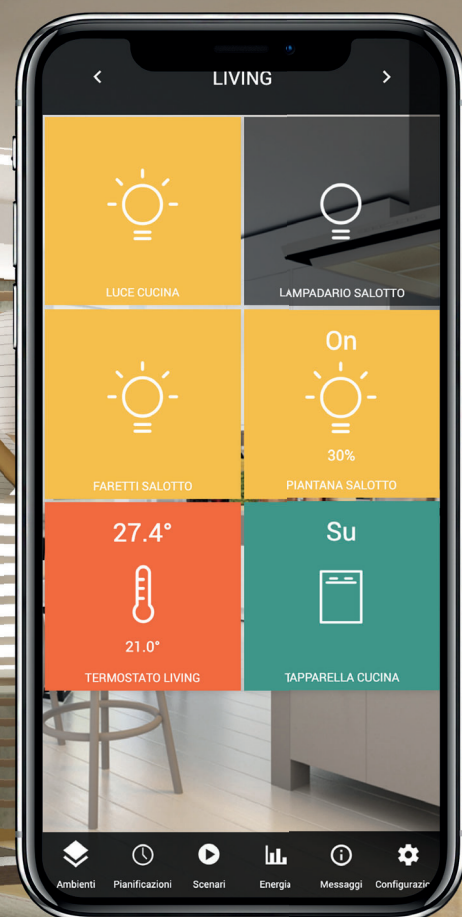 LIVING
LUCE CUCINA
LAMPADARIO SALOTTO
FARETTI SALOTTO
On
30%
PIANTANA SALOTTO
27.4°
21.0°
TERMOSTATO LIVING
Su
TAPPARELLA CUCINA
Ambienti Pianificazioni Scenari Energia Messaggi